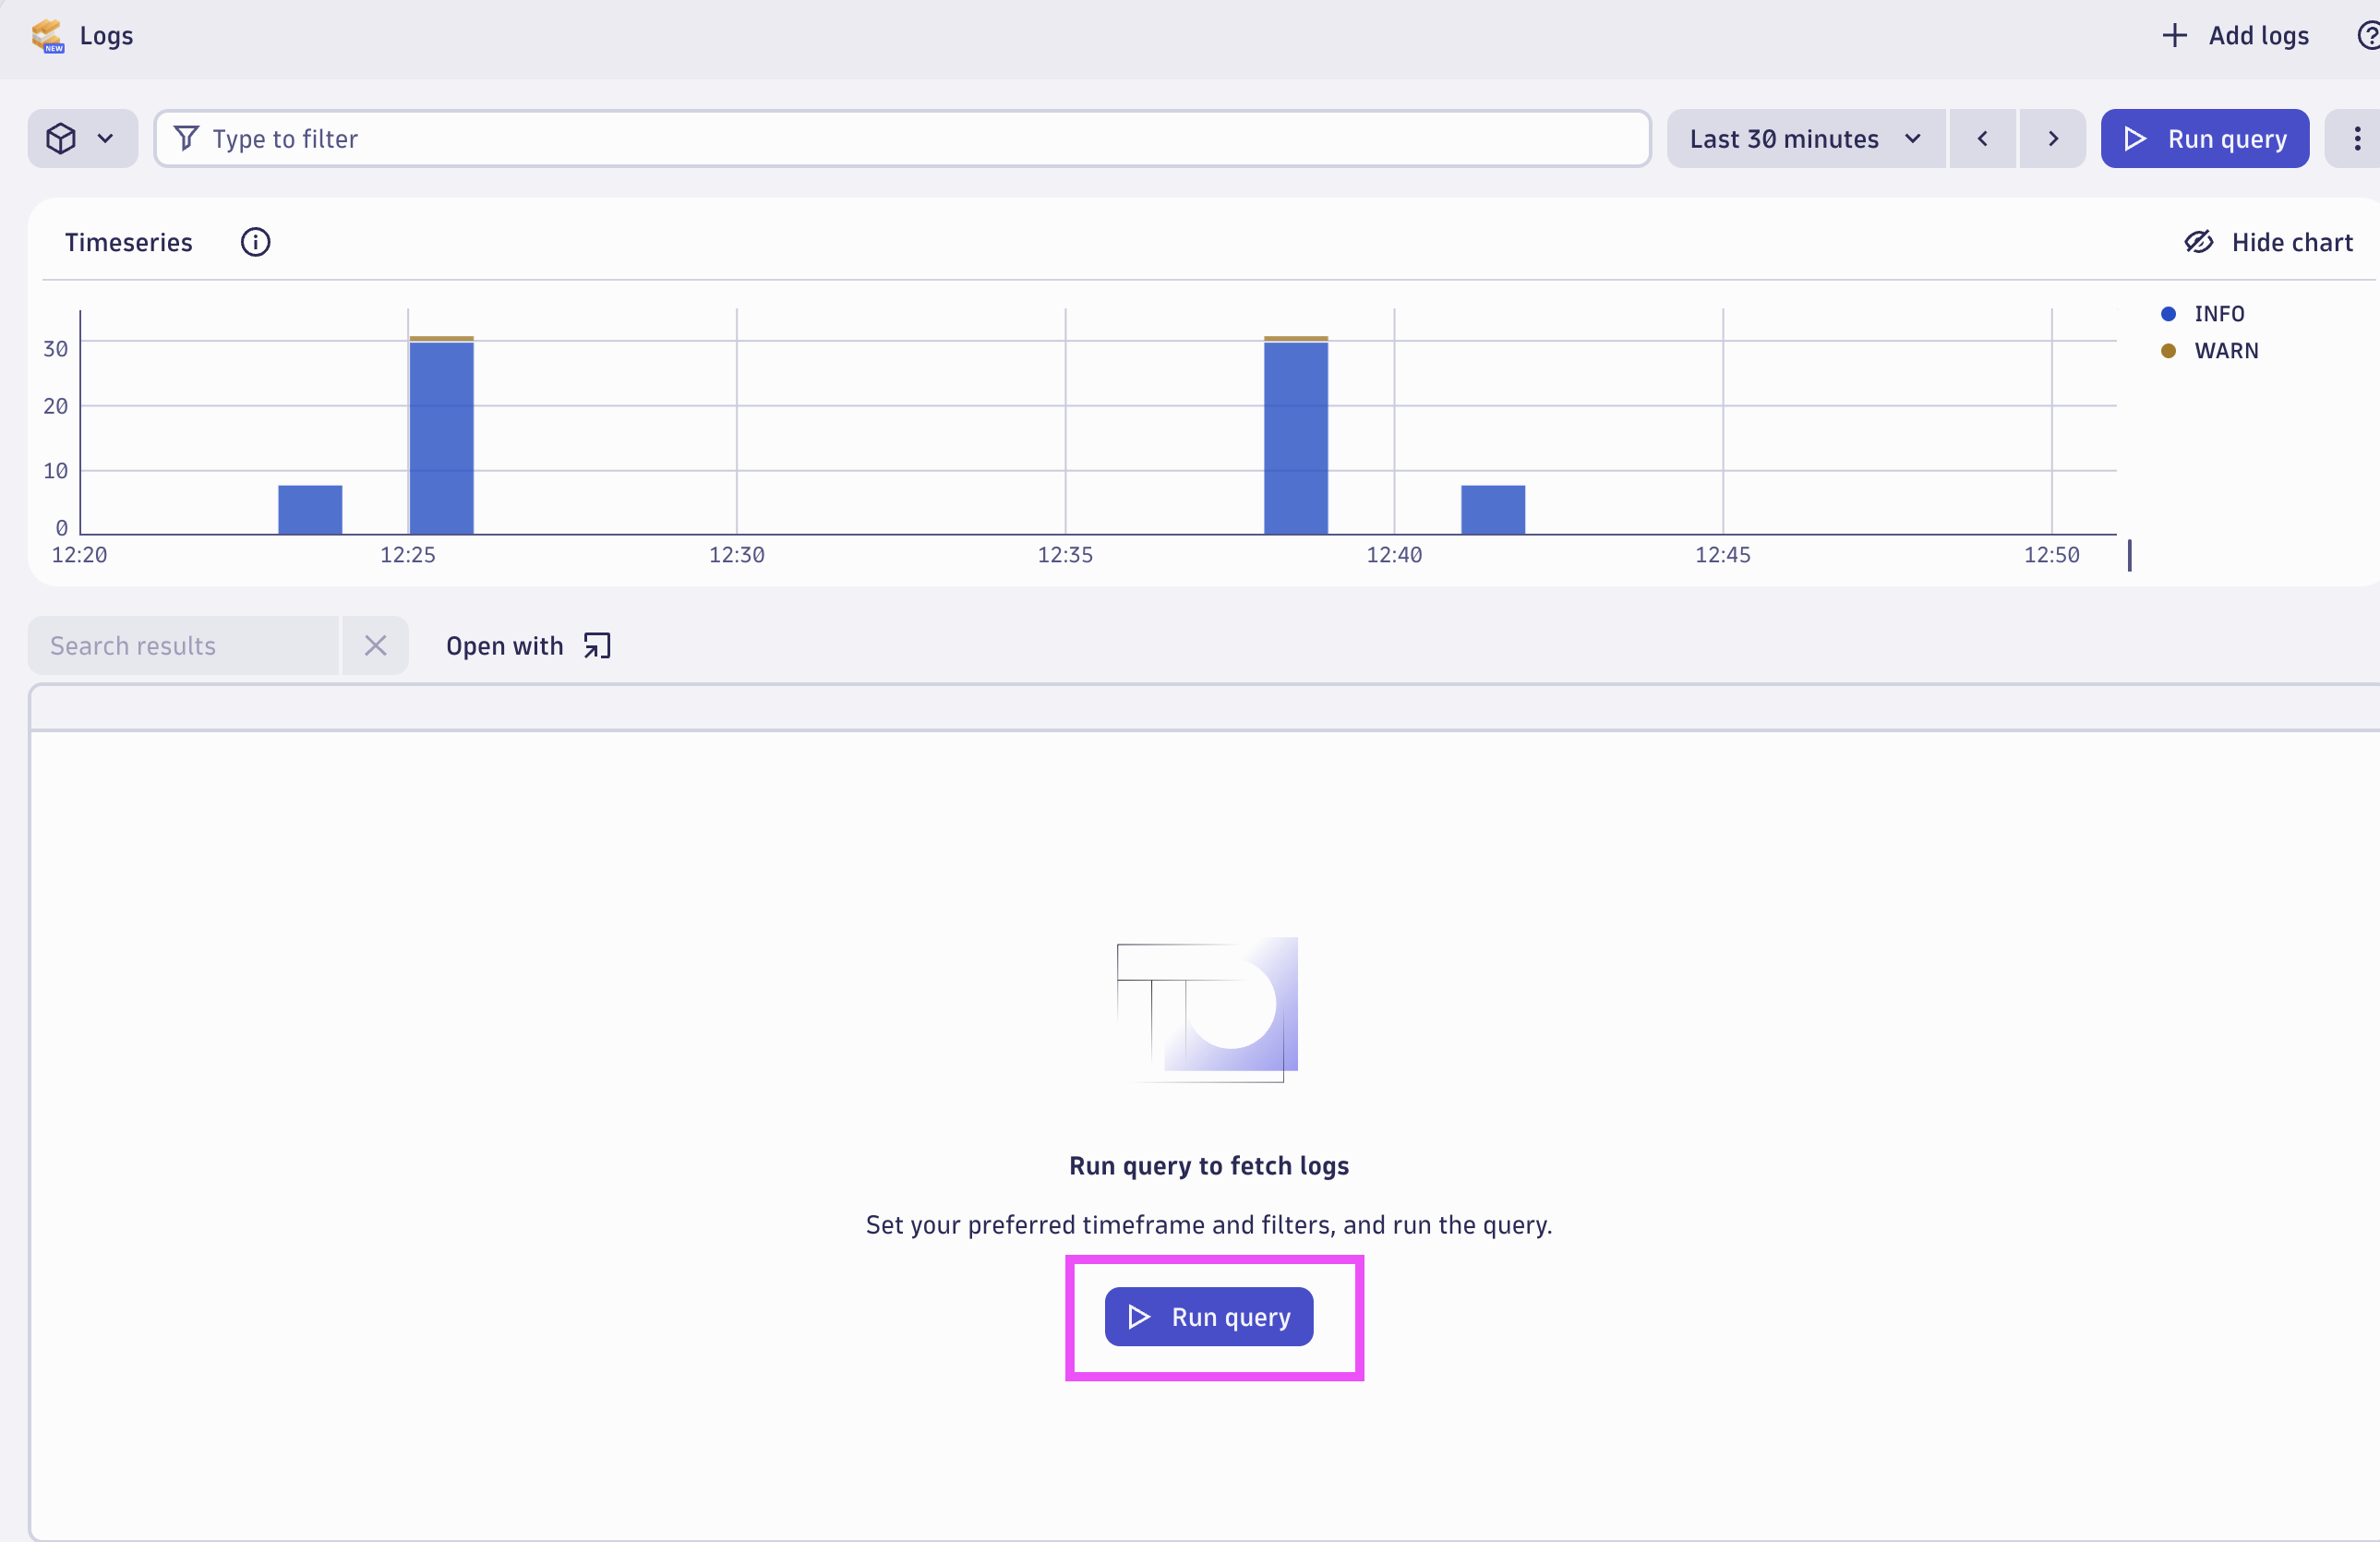 NEW
Logs
Add logs
Type to filter
Last 30 minutes
Run query
Timeseries
Hide chart
30
20
10
0
12:20 12:25 12:30 12:35 12:40 12:45 12:50
INFO
WARN
Search results
Open with
Run query to fetch logs
Set your preferred timeframe and filters, and run the query.
Run query